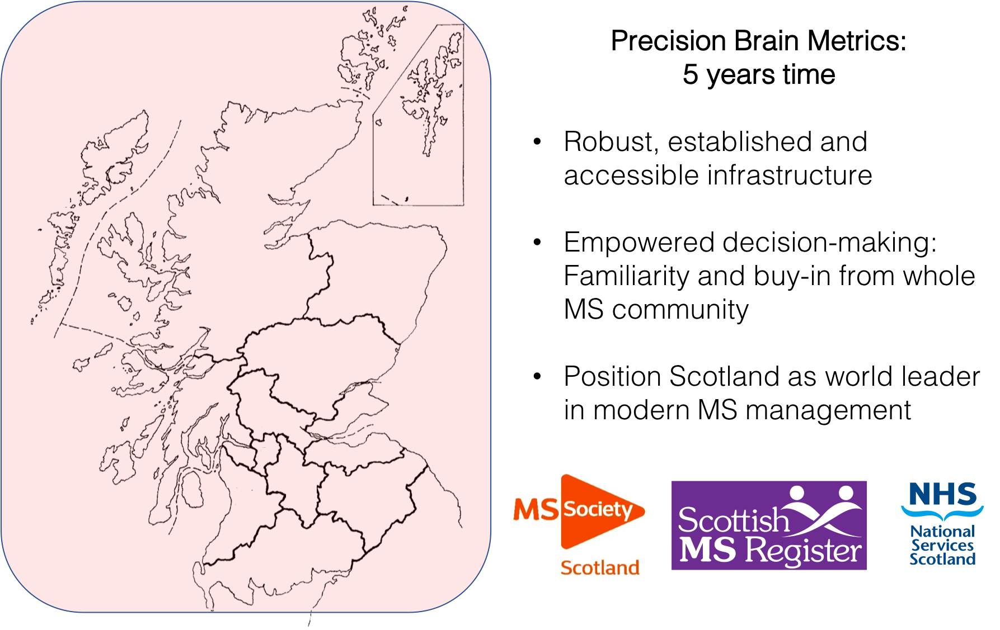 Precision Brain Metrics:
5 years time
• Robust, established and
accessible infrastructure
• Empowered decision-making:
Familiarity and buy-in from whole
MS community
• Position Scotland as world leader
in modern MS management
MS Society
Scotland
Scottish
MS Register
NHS
National
Services
Scotland